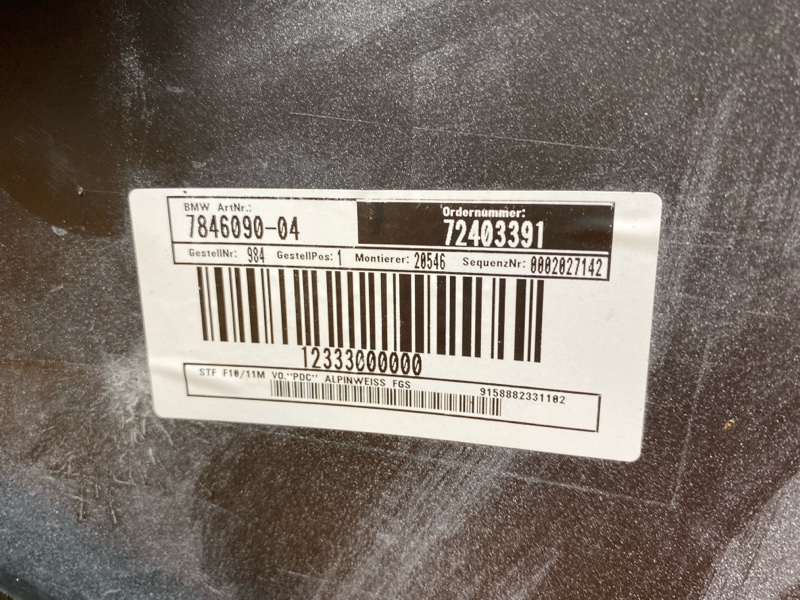 BMW ArtNr.: Ordernummer:
7846090-04 72403391
GestellNr: 984 GestellPos: 1 Montierer: 20546 SequenzNr: 0002027142
12333000000
STF F10/11M VO."PDC" ALPINWEISS FGS 9158882331102